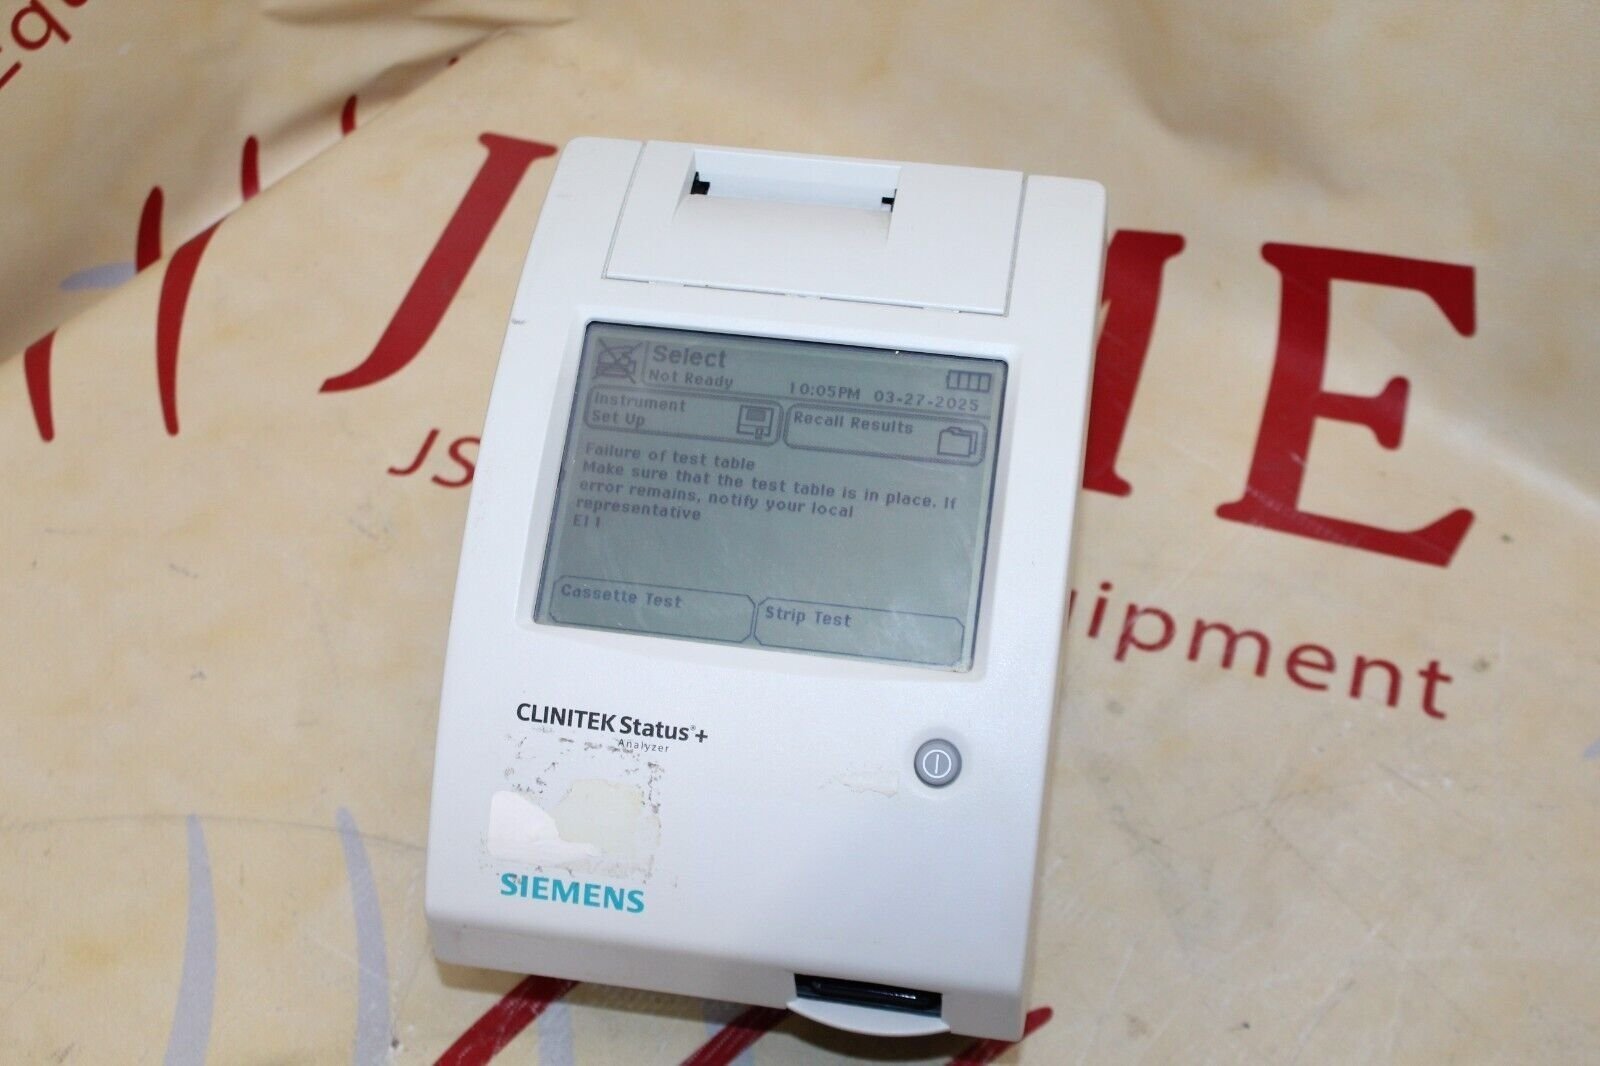 Select
Not Ready
10:05PM 03-27-2025
Instrument
Set Up
Recall Results
Failure of test table
Make sure that the test table is in place. If
error remains, notify your local
representative
E11
Cassette Test
Strip Test
CLINITEK Status®+
Analyzer
SIEMENS
J ME
JS
quipment